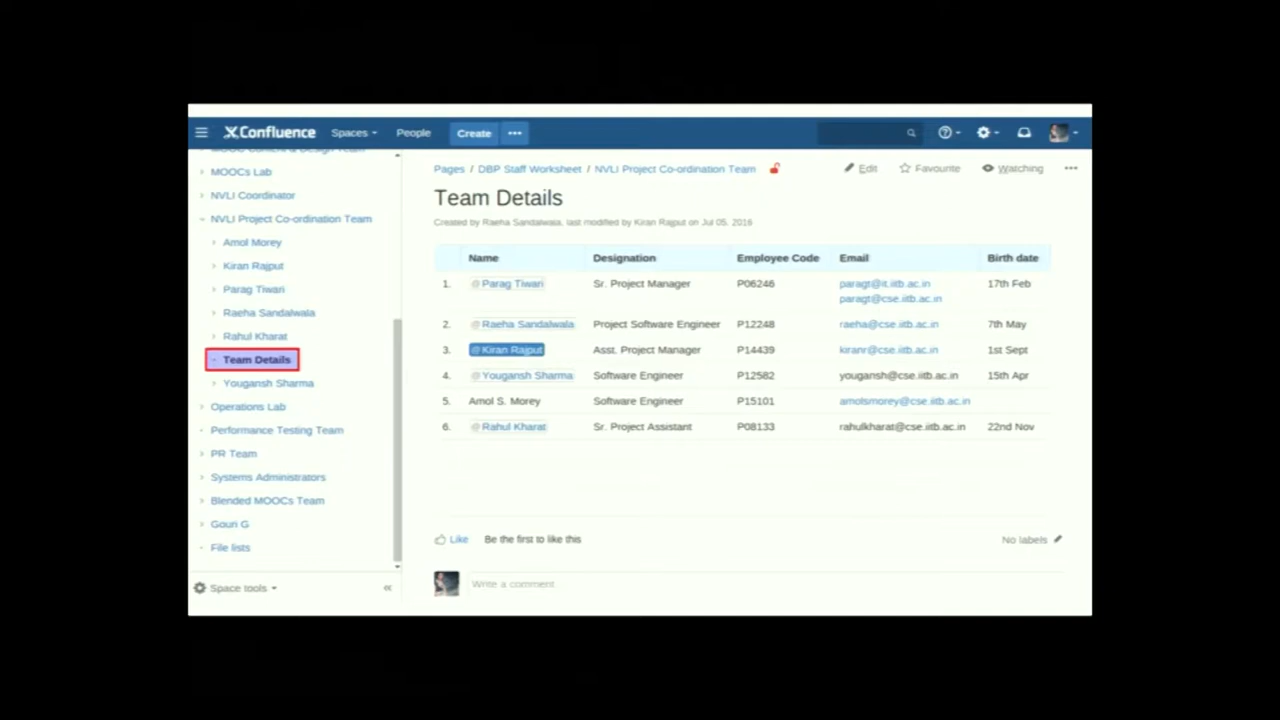 Confluence Spaces People Create
MOOC Content & Design Team
MOOCs Lab
NVLI Coordinator
NVLI Project Co-ordination Team
Amol Morey
Kiran Rajput
Parag Tiwari
Raeha Sandalwala
Rahul Kharat
Team Details
Yougansh Sharma
Operations Lab
Performance Testing Team
PR Team
Systems Administrators
Blended MOOCs Team
Gouri G
File lists
Space tools
Pages / DBP Staff Worksheet / NVLI Project Co-ordination Team
Edit Favourite Watching
Team Details
Created by Raeha Sandalwala, last modified by Kiran Rajput on Jul 05, 2016
Name Designation Employee Code Email Birth date
1. @Parag Tiwari Sr. Project Manager P06246 paragt@it.iitb.ac.in 17th Feb
paragt@cse.iitb.ac.in
2. @Raeha Sandalwala Project Software Engineer P12248 raeha@cse.iitb.ac.in 7th May
3. @Kiran Rajput Asst. Project Manager P14439 kiranr@cse.iitb.ac.in 1st Sept
4. @Yougansh Sharma Software Engineer P12582 yougansh@cse.iitb.ac.in 15th Apr
5. Amol S. Morey Software Engineer P15101 amolsmorey@cse.iitb.ac.in
6. @Rahul Kharat Sr. Project Assistant P08133 rahulkharat@cse.iitb.ac.in 22nd Nov
Like Be the first to like this No labels
Write a comment...